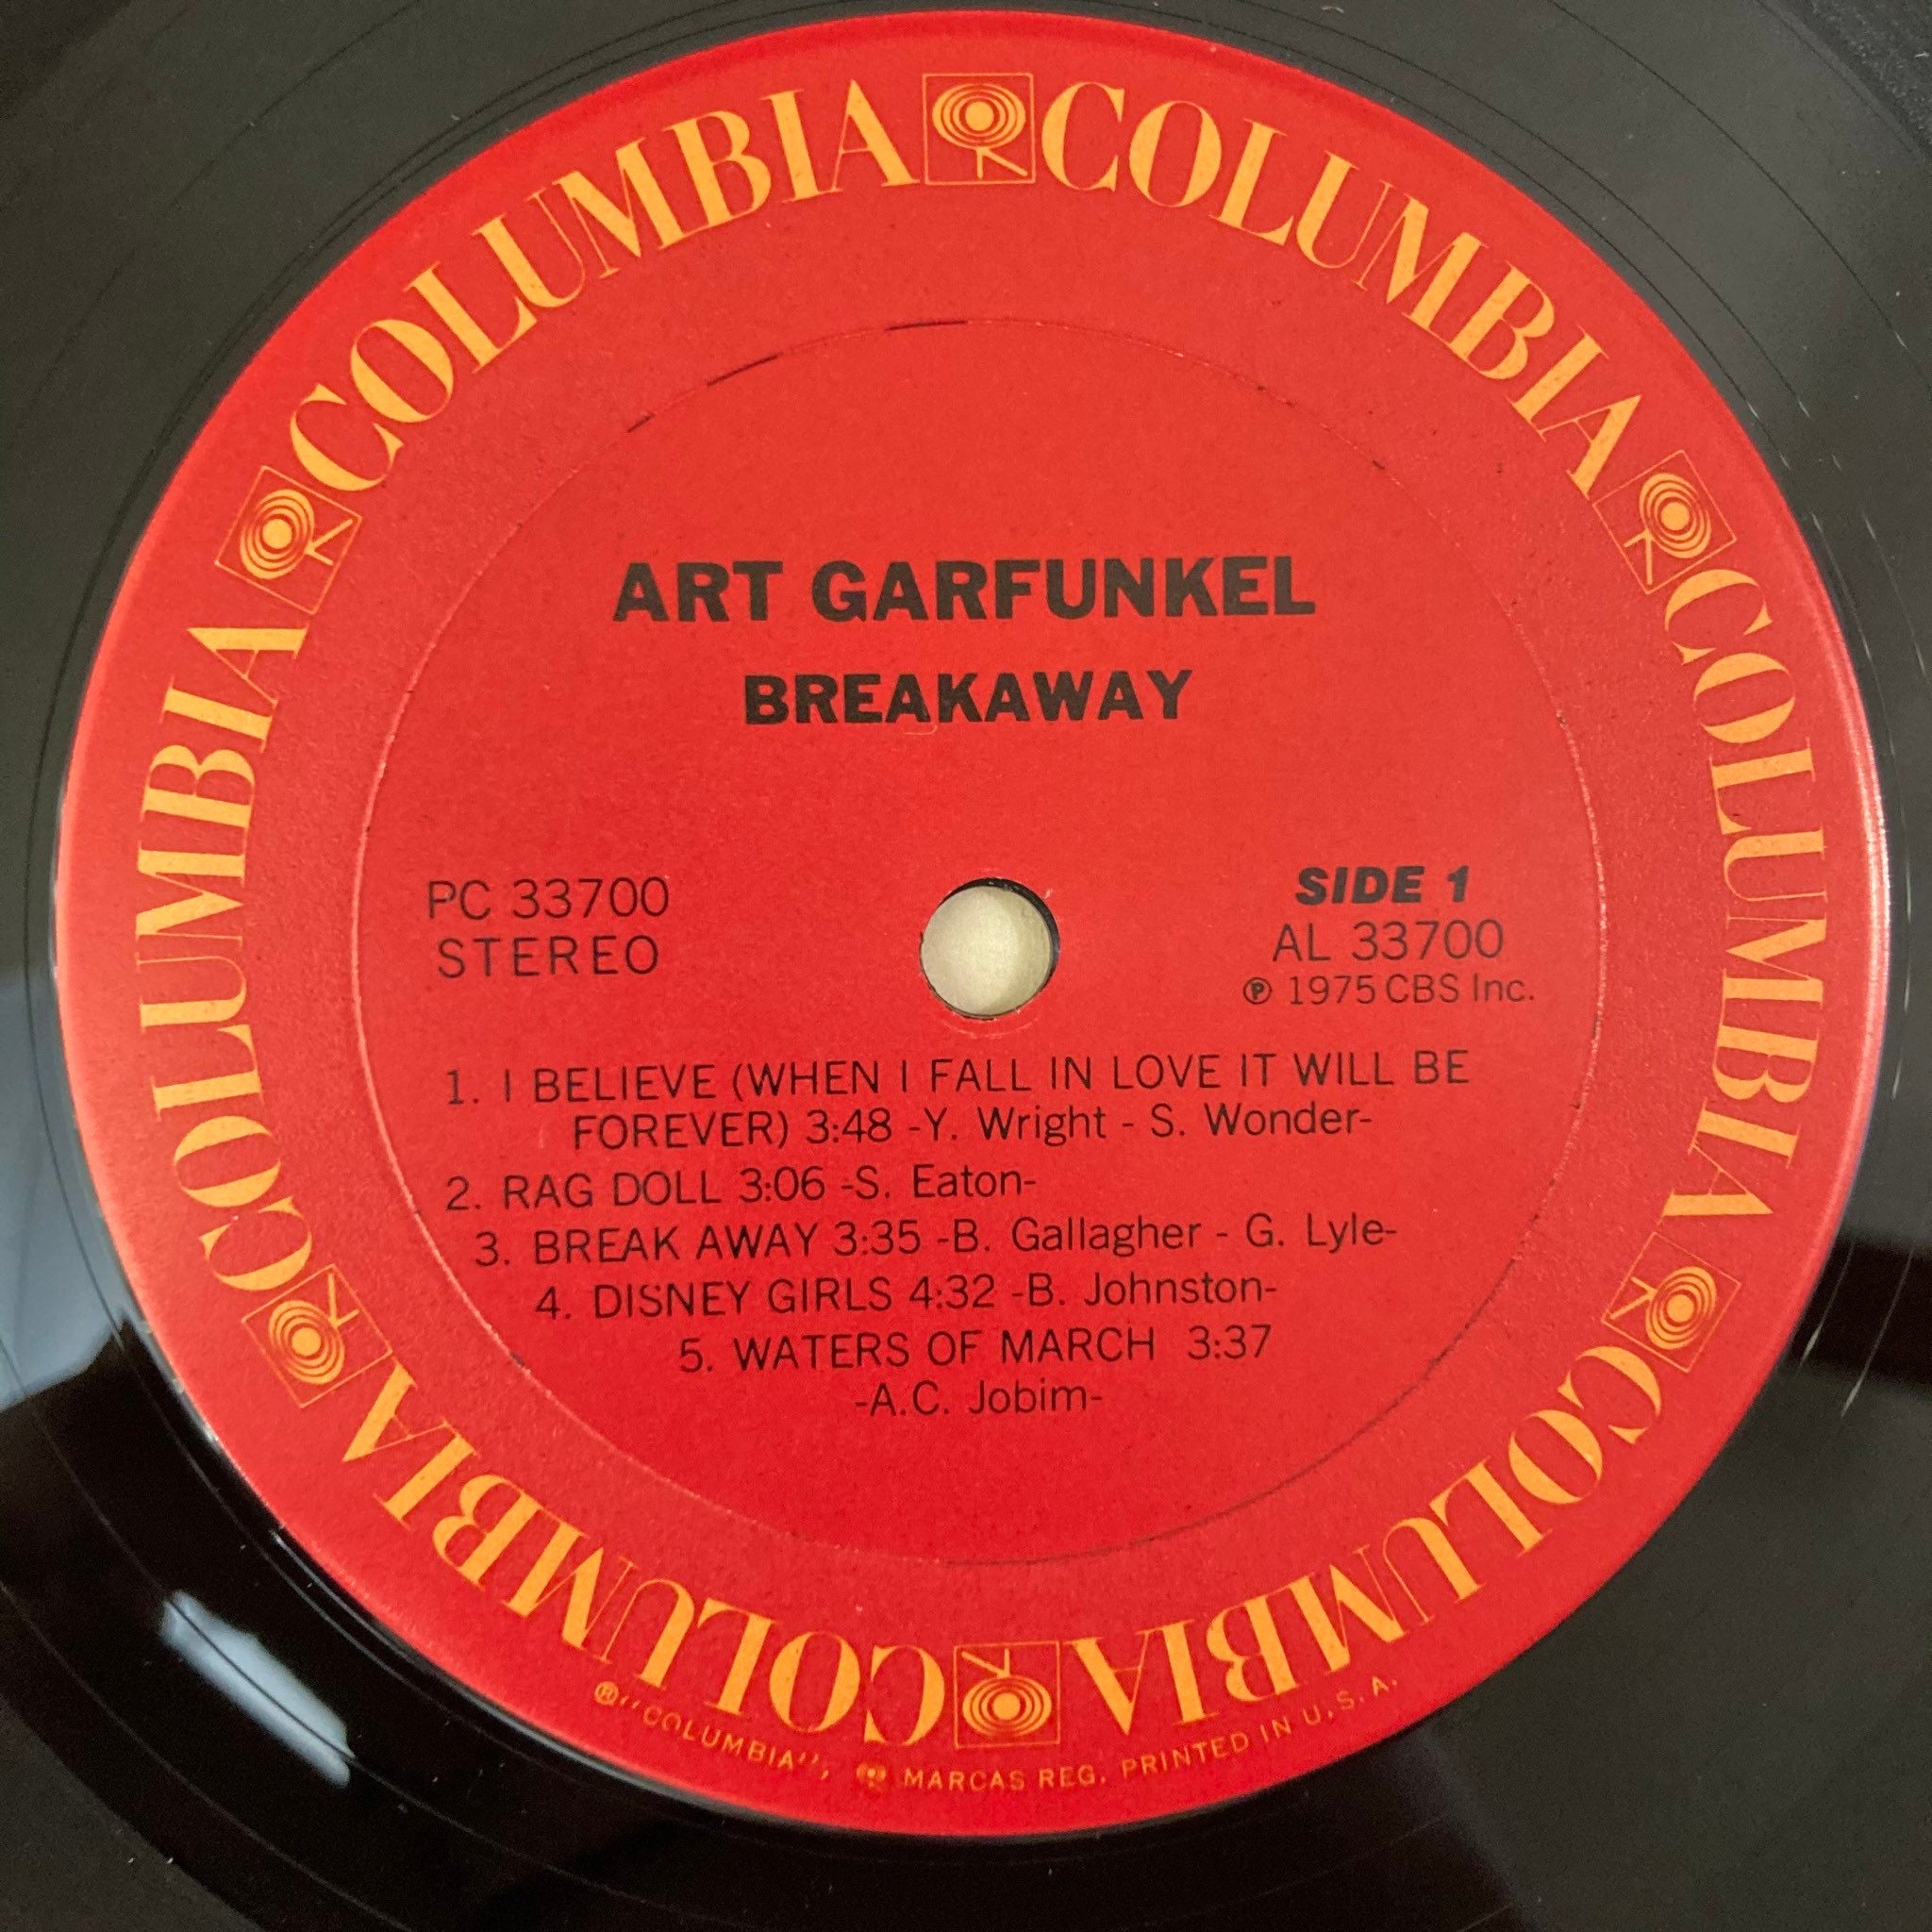 COLUMBIA COLUMBIA COLUMBIA COLUMBIA COLUMBIA COLUMBIA
ART GARFUNKEL
BREAKAWAY
PC 33700
STEREO
SIDE 1
AL 33700
℗ 1975 CBS Inc.
1. I BELIEVE (WHEN I FALL IN LOVE IT WILL BE
FOREVER) 3:48 -Y. Wright - S. Wonder-
2. RAG DOLL 3:06 -S. Eaton-
3. BREAK AWAY 3:35 -B. Gallagher - G. Lyle-
4. DISNEY GIRLS 4:32 -B. Johnston-
5. WATERS OF MARCH 3:37
-A.C. Jobim-
® "COLUMBIA", MARCAS REG. PRINTED IN U.S.A.